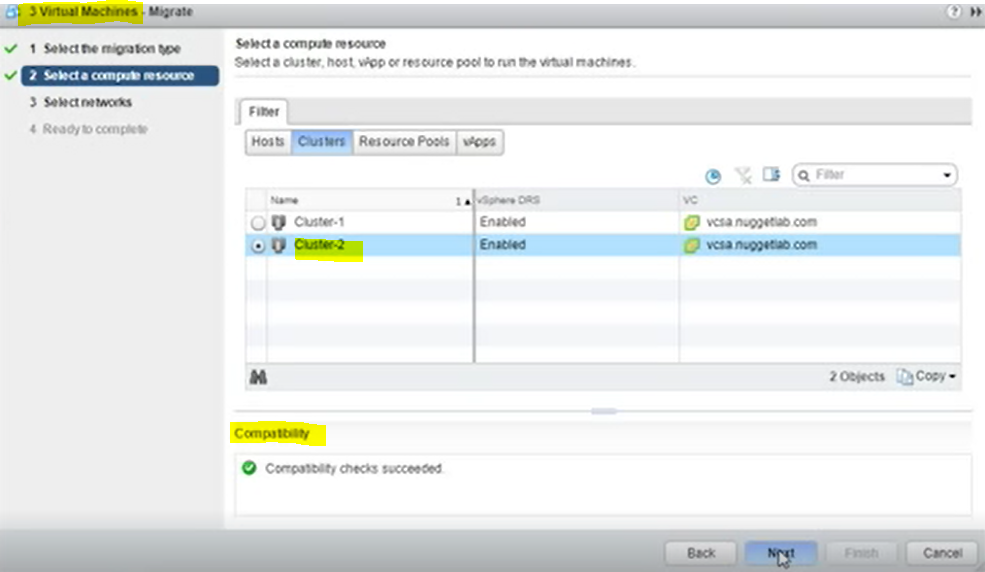 3 Virtual Machines - Migrate
1 Select the migration type
2 Select a compute resource
3 Select networks
4 Ready to complete
Select a compute resource
Select a cluster, host, vApp or resource pool to run the virtual machines.
Filter
Hosts Clusters Resource Pools vApps
Filter
Name 1 ▲ vSphere DRS VC
Cluster-1 Enabled vcsa.nuggetlab.com
Cluster-2 Enabled vcsa.nuggetlab.com
2 Objects Copy
Compatibility
Compatibility checks succeeded.
Back Next Finish Cancel